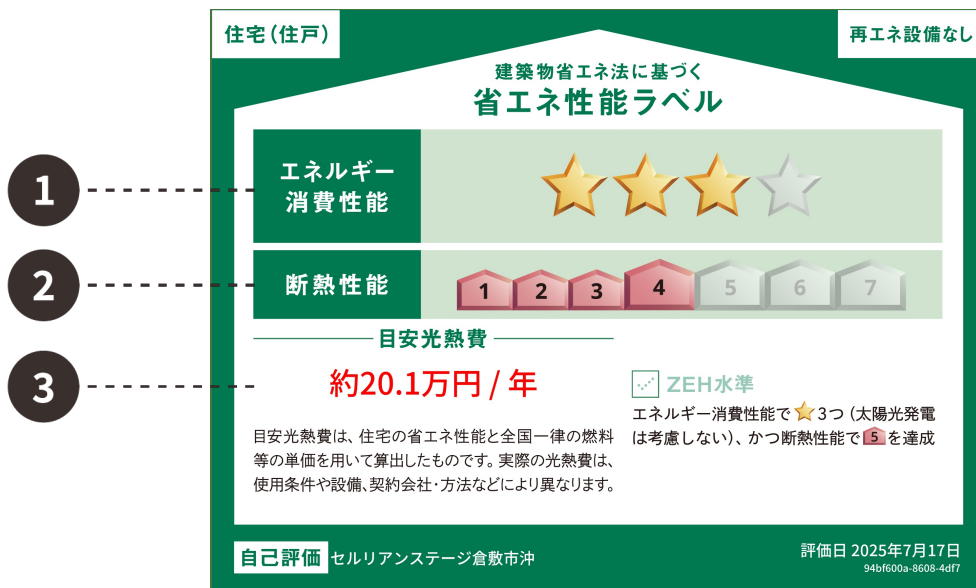 住宅（住戸）
再エネ設備なし
建築物省エネ法に基づく
省エネ性能ラベル
1
エネルギー
消費性能
2
断熱性能
1 2 3 4 5 6 7
目安光熱費
3
約20.1万円 / 年
目安光熱費は、住宅の省エネ性能と全国一律の燃料
等の単価を用いて算出したものです。実際の光熱費は、
使用条件や設備、契約会社・方法などにより異なります。
ZEH水準
エネルギー消費性能で 3つ（太陽光発電
は考慮しない）、かつ断熱性能で 5 を達成
自己評価 セルリアンステージ倉敷市沖
評価日 2025年7月17日
94bf600a-8608-4df7